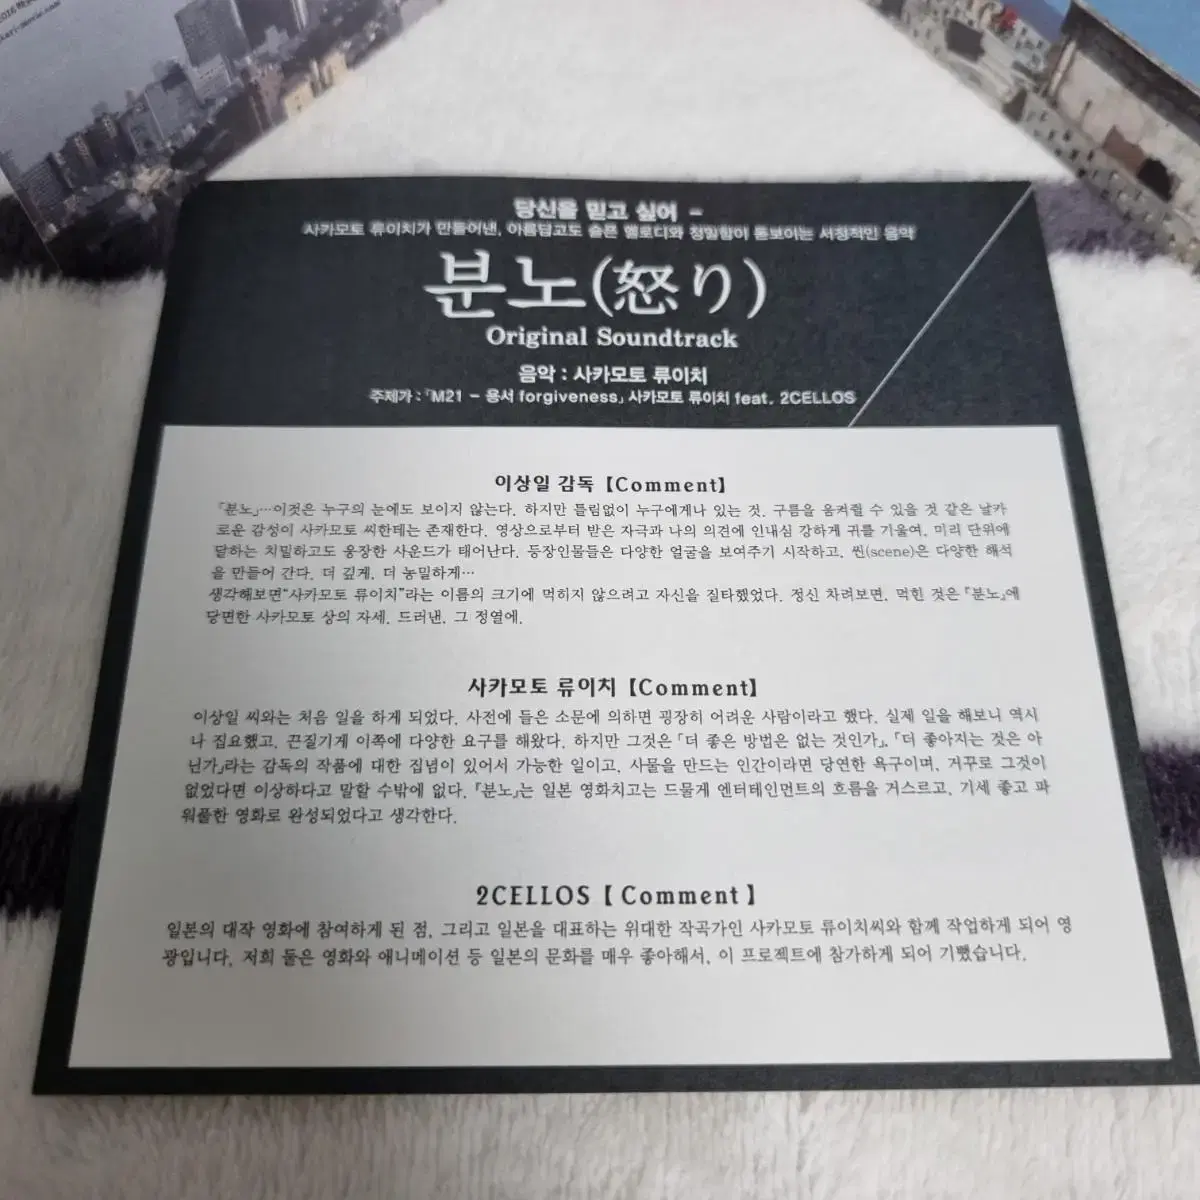 2016映
당신을 믿고 싶어 -
사카모토 류이치가 만들어낸, 아름답고도 슬픈 멜로디와 정밀함이 돋보이는 서정적인 음악
분노(怒り)
Original Soundtrack
음악 : 사카모토 류이치
주제가 : 「M21 - 용서 forgiveness」 사카모토 류이치 feat. 2CELLOS
이상일 감독【Comment】
「분노」…이것은 누구의 눈에도 보이지 않는다. 하지만 틀림없이 누구에게나 있는 것. 구름을 움켜쥘 수 있을 것 같은 날카
로운 감성이 사카모토 씨한테는 존재한다. 영상으로부터 받은 자극과 나의 의견에 인내심 강하게 귀를 기울여, 미리 단위에
달하는 치밀하고도 웅장한 사운드가 태어난다. 등장인물들은 다양한 얼굴을 보여주기 시작하고, 씬(scene)은 다양한 해석
을 만들어 간다. 더 깊게, 더 농밀하게…
생각해보면“사카모토 류이치”라는 이름의 크기에 먹히지 않으려고 자신을 질타했었다. 정신 차려보면, 먹힌 것은『분노』에
당면한 사카모토 상의 자세. 드러낸, 그 정열에.
사카모토 류이치【Comment】
이상일 씨와는 처음 일을 하게 되었다. 사전에 들은 소문에 의하면 굉장히 어려운 사람이라고 했다. 실제 일을 해보니 역시
나 집요했고, 끈질기게 이쪽에 다양한 요구를 해왔다. 하지만 그것은「더 좋은 방법은 없는 것인가」, 「더 좋아지는 것은 아
닌가」라는 감독의 작품에 대한 집념이 있어서 가능한 일이고, 사물을 만드는 인간이라면 당연한 욕구이며, 거꾸로 그것이
없었다면 이상하다고 말할 수밖에 없다.『분노』는 일본 영화치고는 드물게 엔터테인먼트의 흐름을 거스르고, 기세 좋고 파
워풀한 영화로 완성되었다고 생각한다.
2CELLOS【 Comment 】
일본의 대작 영화에 참여하게 된 점, 그리고 일본을 대표하는 위대한 작곡가인 사카모토 류이치씨와 함께 작업하게 되어 영
광입니다. 저희 둘은 영화와 애니메이션 등 일본의 문화를 매우 좋아해서, 이 프로젝트에 참가하게 되어 기뻤습니다.